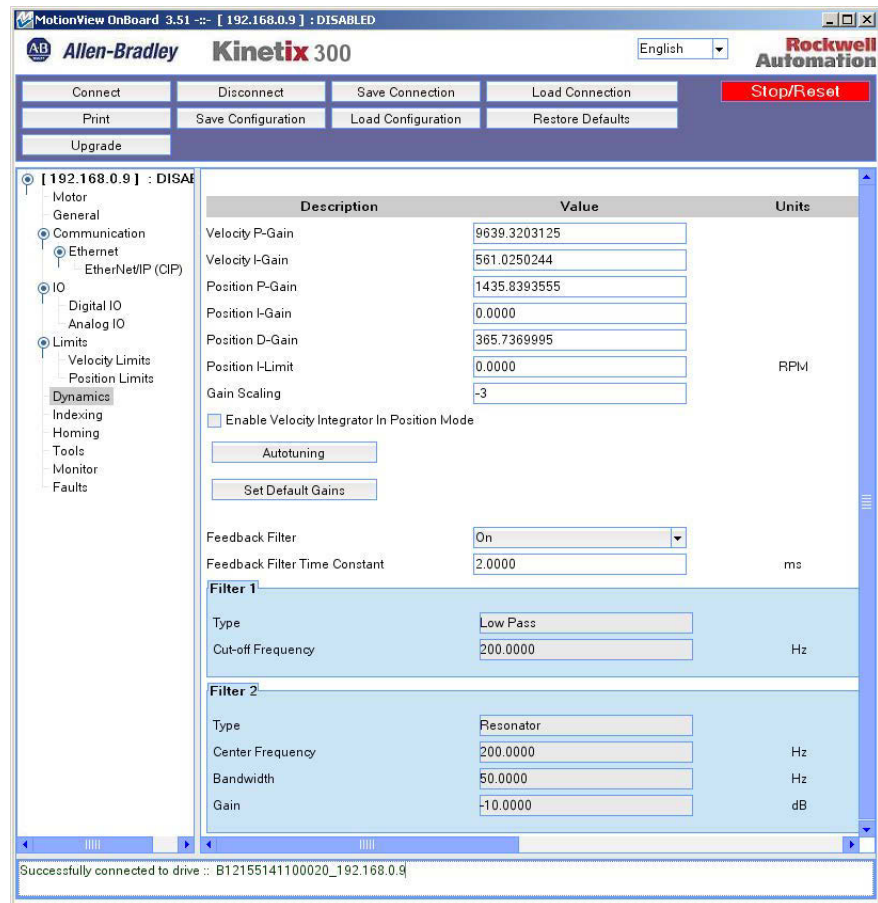 MotionView OnBoard 3.51 -::- [ 192.168.0.9 ] : DISABLED
AB Allen-Bradley Kinetix 300 English Rockwell Automation
Connect Disconnect Save Connection Load Connection Stop/Reset
Print Save Configuration Load Configuration Restore Defaults
Upgrade
[ 192.168.0.9 ] : DISAE
Motor
General
Communication
Ethernet
EtherNet/IP (CIP)
IO
Digital IO
Analog IO
Limits
Velocity Limits
Position Limits
Dynamics
Indexing
Homing
Tools
Monitor
Faults
Description Value Units
Velocity P-Gain 9639.3203125
Velocity I-Gain 561.0250244
Position P-Gain 1435.8393555
Position I-Gain 0.0000
Position D-Gain 365.7369995
Position I-Limit 0.0000 RPM
Gain Scaling -3
Enable Velocity Integrator In Position Mode
Autotuning
Set Default Gains
Feedback Filter On
Feedback Filter Time Constant 2.0000 ms
Filter 1
Type Low Pass
Cut-off Frequency 200.0000 Hz
Filter 2
Type Resonator
Center Frequency 200.0000 Hz
Bandwidth 50.0000 Hz
Gain -10.0000 dB
Successfully connected to drive :: B12155141100020_192.168.0.9